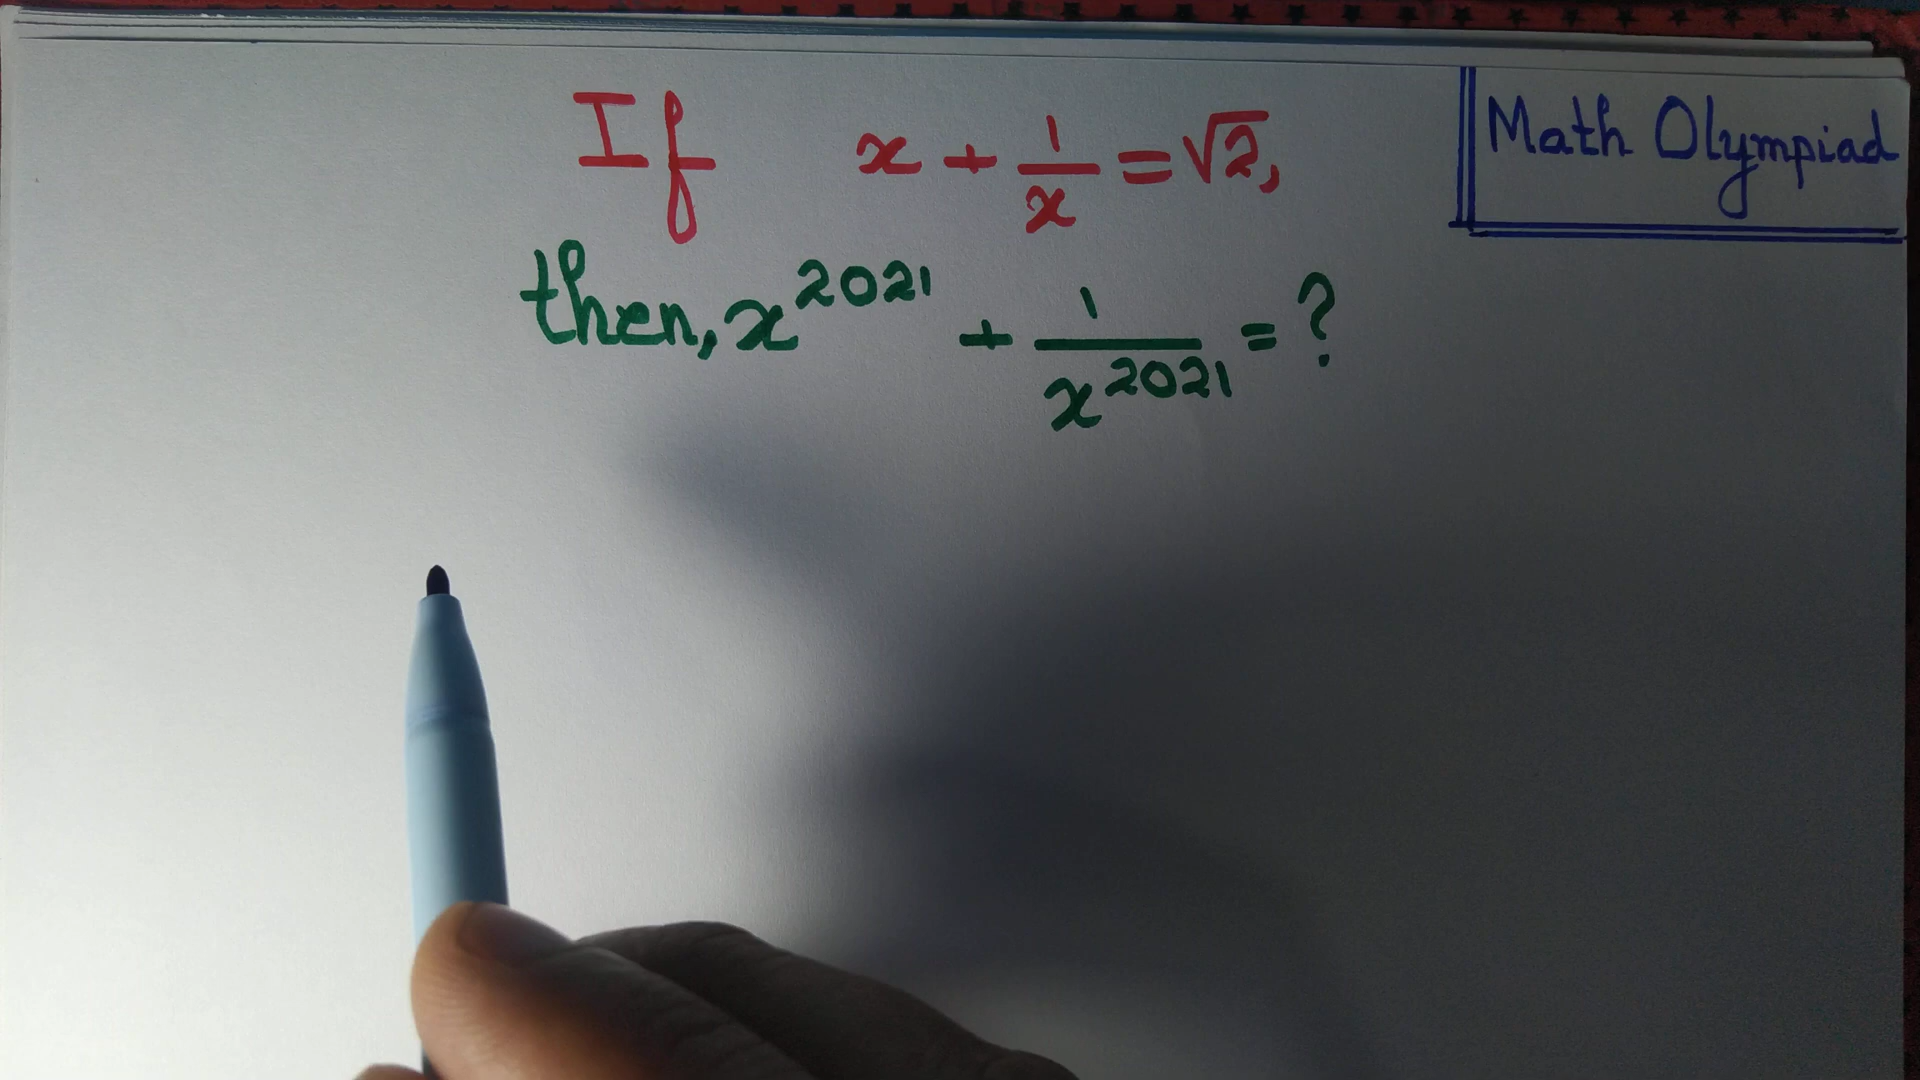 Math Olympiad
If x + 1/x = √2,
then, x^2021 + 1/x^2021 = ?